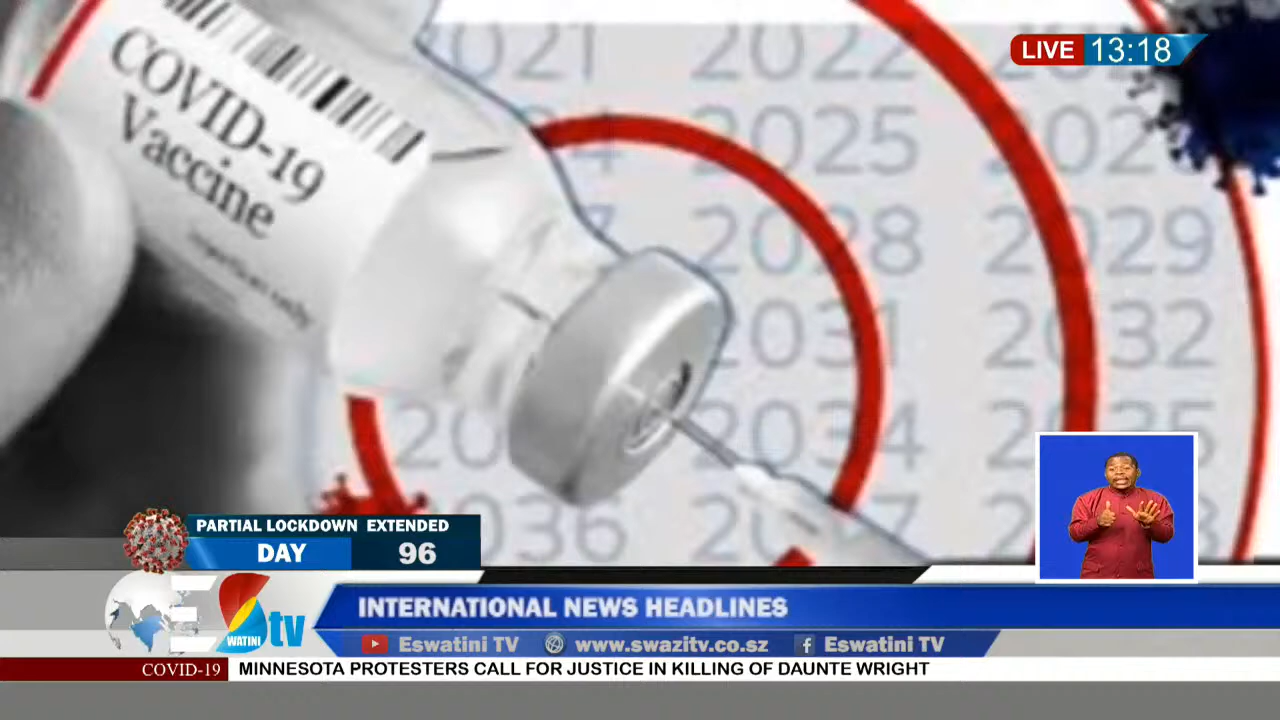 LIVE 13:18
COVID-19
Vaccine
2021 2022
2025
2028 2029
2031 2032
2034
2036
PARTIAL LOCKDOWN EXTENDED
DAY 96
ESWATINI tv
INTERNATIONAL NEWS HEADLINES
Eswatini TV www.swazitv.co.sz Eswatini TV
COVID-19 MINNESOTA PROTESTERS CALL FOR JUSTICE IN KILLING OF DAUNTE WRIGHT